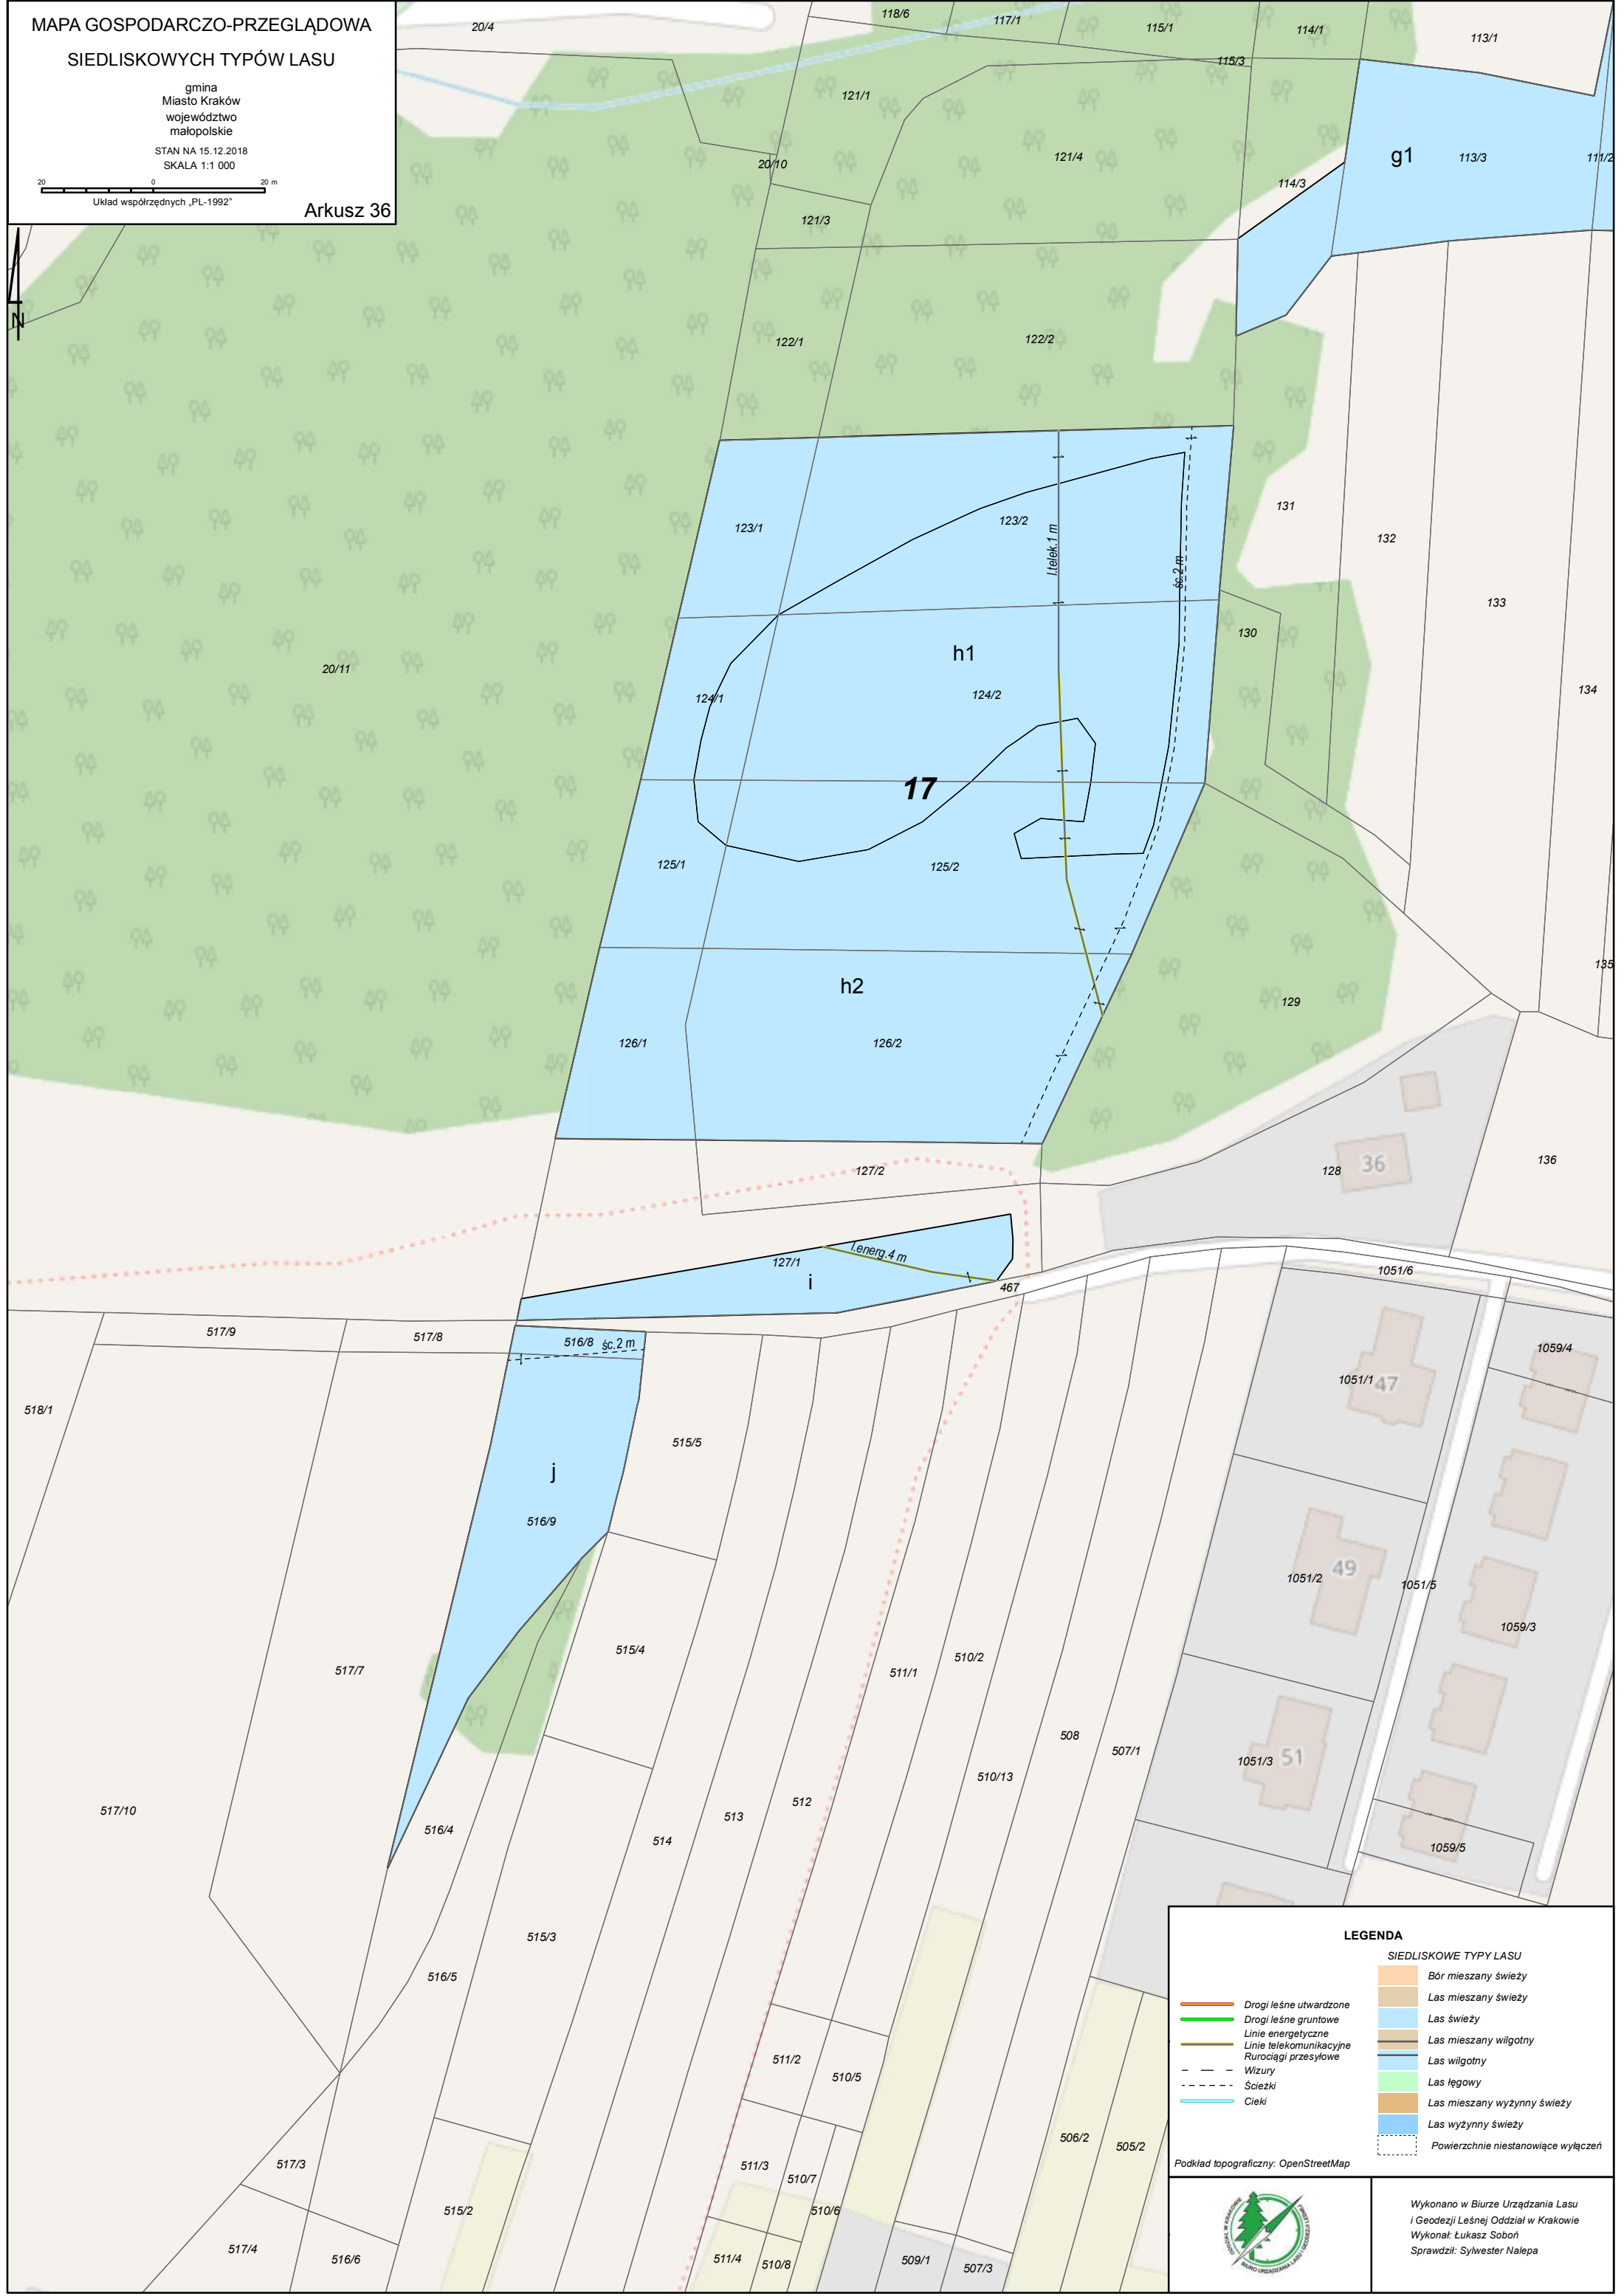 MAPA GOSPODARCZO-PRZEGLĄDOWA
SIEDLISKOWYCH TYPÓW LASU
gmina
Miasto Kraków
województwo
małopolskie
STAN NA 15.12.2018
SKALA 1:1 000
20 0 20 m
Układ współrzędnych „PL-1992"
Arkusz 36
N
20/4
118/6
117/1
115/1
114/1
113/1
115/3
121/1
20/10
121/4
114/3
g1
113/3
111/2
121/3
122/1
122/2
123/1
123/2
l.telek.1 m
śc.2 m
131
132
133
130
h1
20/11
124/1
124/2
134
17
125/1
125/2
135
h2
129
126/1
126/2
127/2
128
36
136
127/1
l.energ.4 m
i
467
1051/6
517/9
517/8
516/8
śc.2 m
1059/4
518/1
1051/1
47
515/5
j
516/9
49
1051/2
1051/5
1059/3
515/4
517/7
511/1
510/2
508
507/1
1051/3
51
510/13
512
513
514
517/10
516/4
1059/5
515/3
516/5
511/2
510/5
506/2
505/2
517/3
511/3
510/7
515/2
510/6
517/4
516/6
511/4
510/8
509/1
507/3
LEGENDA
SIEDLISKOWE TYPY LASU
Bór mieszany świeży
Las mieszany świeży
Las świeży
Las mieszany wilgotny
Las wilgotny
Las łęgowy
Las mieszany wyżynny świeży
Las wyżynny świeży
Powierzchnie niestanowiące wyłączeń
Drogi leśne utwardzone
Drogi leśne gruntowe
Linie energetyczne
Linie telekomunikacyjne
Rurociągi przesyłowe
Wizury
Ścieżki
Cieki
Podkład topograficzny: OpenStreetMap
ODDZIAŁ W KRAKOWIE
BIURO URZĄDZANIA LASU I GEODEZJI LEŚNEJ
Wykonano w Biurze Urządzania Lasu
i Geodezji Leśnej Oddział w Krakowie
Wykonał: Łukasz Soboń
Sprawdził: Sylwester Nalepa